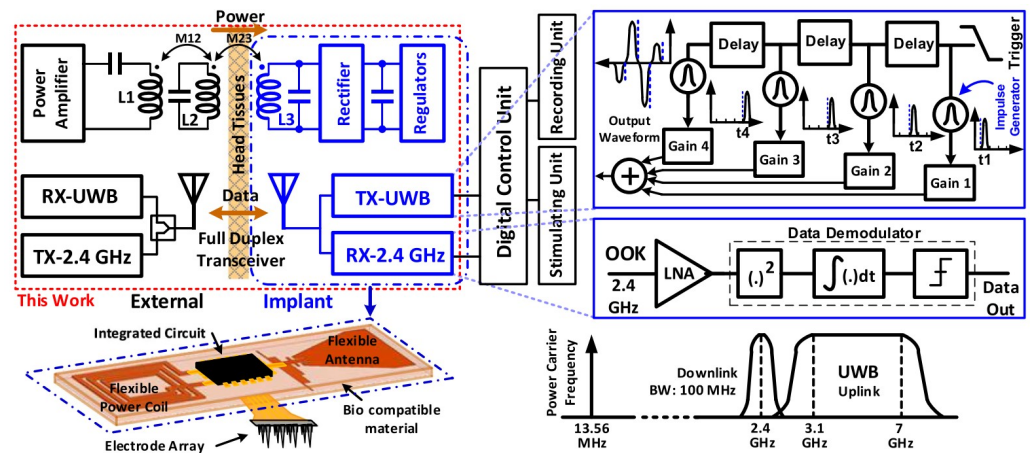 Power
M12
M23
Power
Amplifier
L1
L2
L3
Head Tissues
Rectifier
Regulators
RX-UWB
TX-2.4 GHz
Data
Full Duplex
Transceiver
TX-UWB
RX-2.4 GHz
This Work
External
Implant
Digital Control Unit
Recording Unit
Stimulating Unit
Delay
Delay
Delay
Trigger
Impulse
Generator
Output
Waveform
t4
t3
t2
t1
Gain 4
Gain 3
Gain 2
Gain 1
+
Data Demodulator
OOK
2.4
GHz
LNA
(.)²
∫(.)dt
Data
Out
Integrated Circuit
Flexible
Antenna
Flexible
Power Coil
Bio compatible
material
Electrode Array
Power Carrier
Frequency
Downlink
BW: 100 MHz
UWB
Uplink
13.56
MHz
2.4
GHz
3.1
GHz
7
GHz